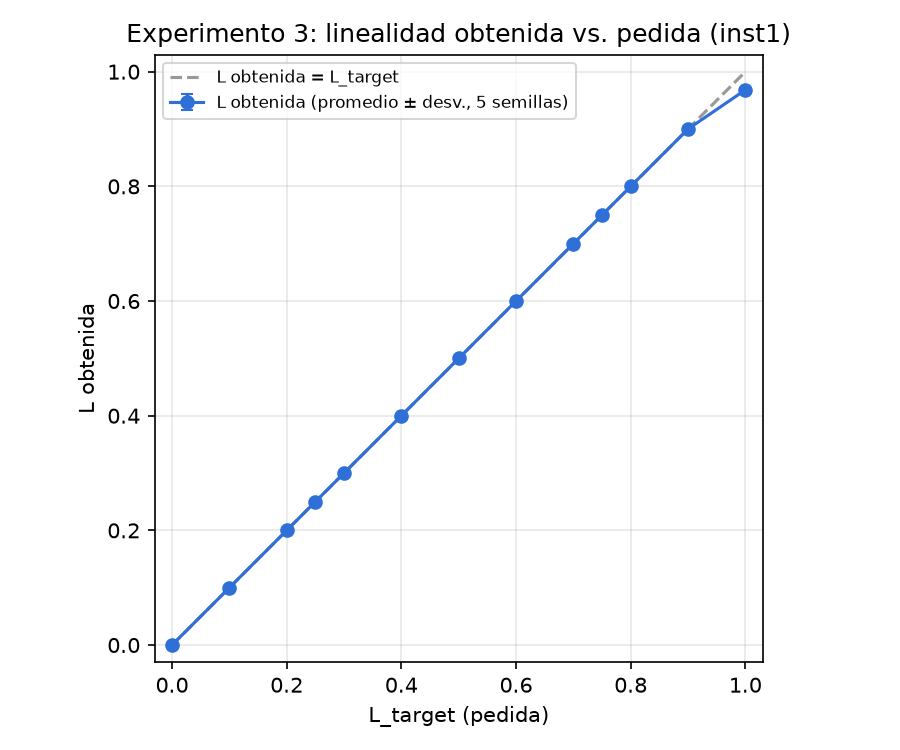 Experimento 3: linealidad obtenida vs. pedida (inst1)
L obtenida = L_target
L obtenida (promedio ± desv., 5 semillas)
1.0
0.8
0.6
0.4
0.2
0.0
L obtenida
0.0 0.2 0.4 0.6 0.8 1.0
L_target (pedida)